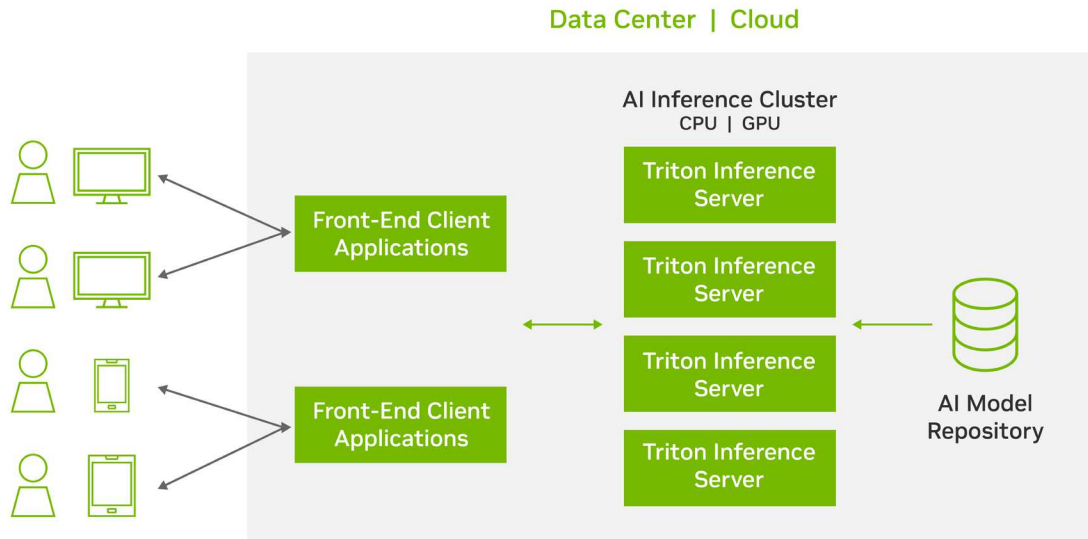 Data Center | Cloud
AI Inference Cluster
CPU | GPU
Triton Inference
Server
Front-End Client
Applications
Triton Inference
Server
Triton Inference
Server
Front-End Client
Applications
AI Model
Repository
Triton Inference
Server